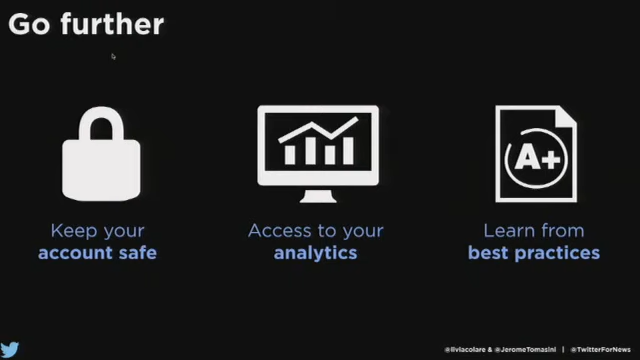 Go further
A+
Keep your
account safe
Access to your
analytics
Learn from
best practices
@liviacolare & @JeromeTomasini | @TwitterForNews